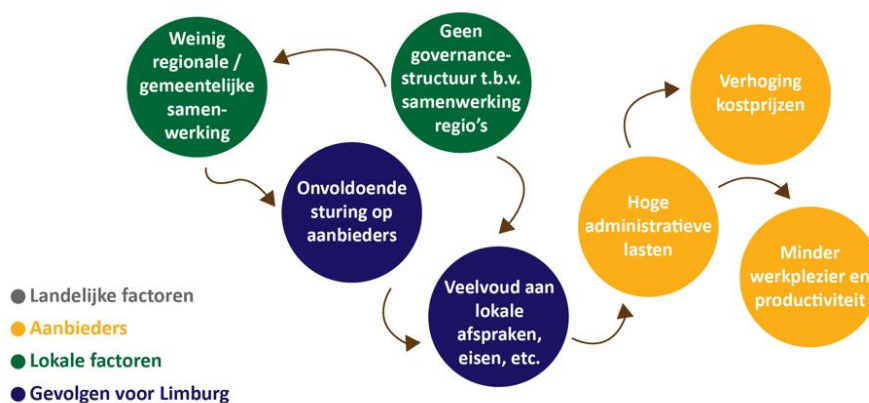 Weinig
regionale /
gemeentelijke
samen-
werking
Geen
governance-
structuur t.b.v.
samenwerking
regio's
Verhoging
kostprijzen
Onvoldoende
sturing op
aanbieders
Hoge
administratieve
lasten
Minder
werkplezier en
productiviteit
Veelvoud aan
lokale
afspraken,
eisen, etc.
Landelijke factoren
Aanbieders
Lokale factoren
Gevolgen voor Limburg